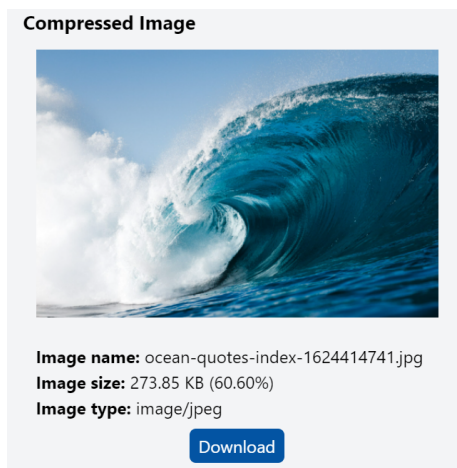 Compressed Image
Image name: ocean-quotes-index-1624414741.jpg
Image size: 273.85 KB (60.60%)
Image type: image/jpeg
Download